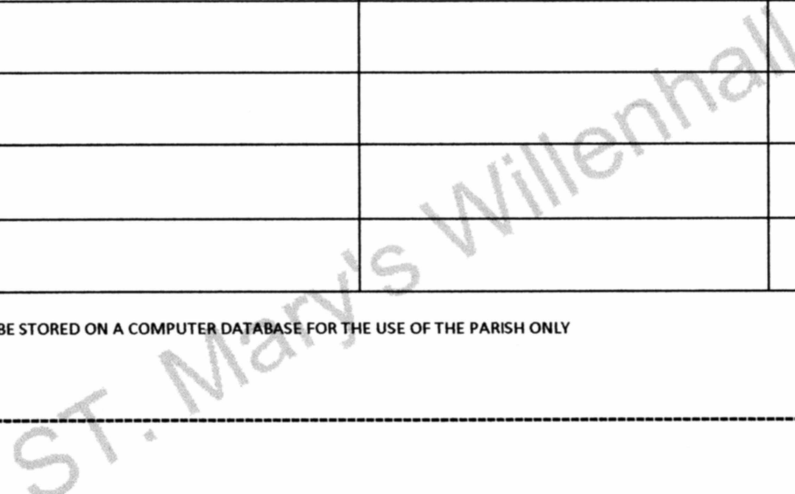 BE STORED ON A COMPUTER DATABASE FOR THE USE OF THE PARISH ONLY
ST. Mary's Willenhall